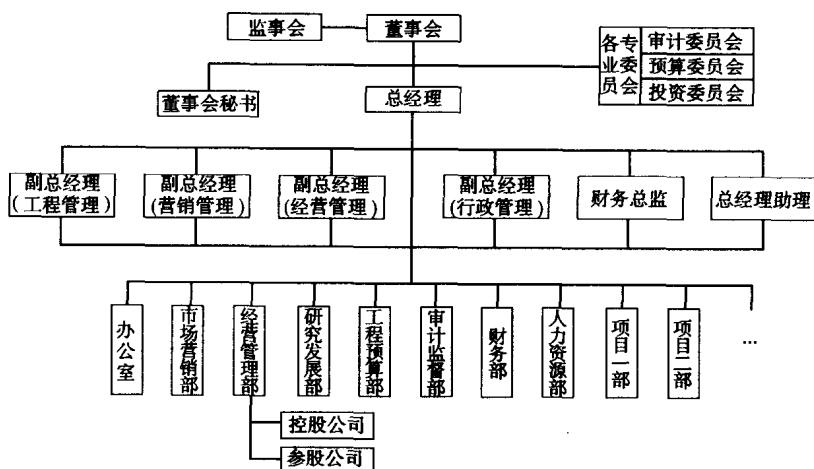 监事会
董事会
各专业委员会
审计委员会
预算委员会
投资委员会
董事会秘书
总经理
副总经理
(工程管理)
副总经理
(营销管理)
副总经理
(经营管理)
副总经理
(行政管理)
财务总监
总经理助理
办公室
市场营销部
经营管理部
研究发展部
工程预算部
审计监督部
财务部
人力资源部
项目一部
项目二部
…
控股公司
参股公司